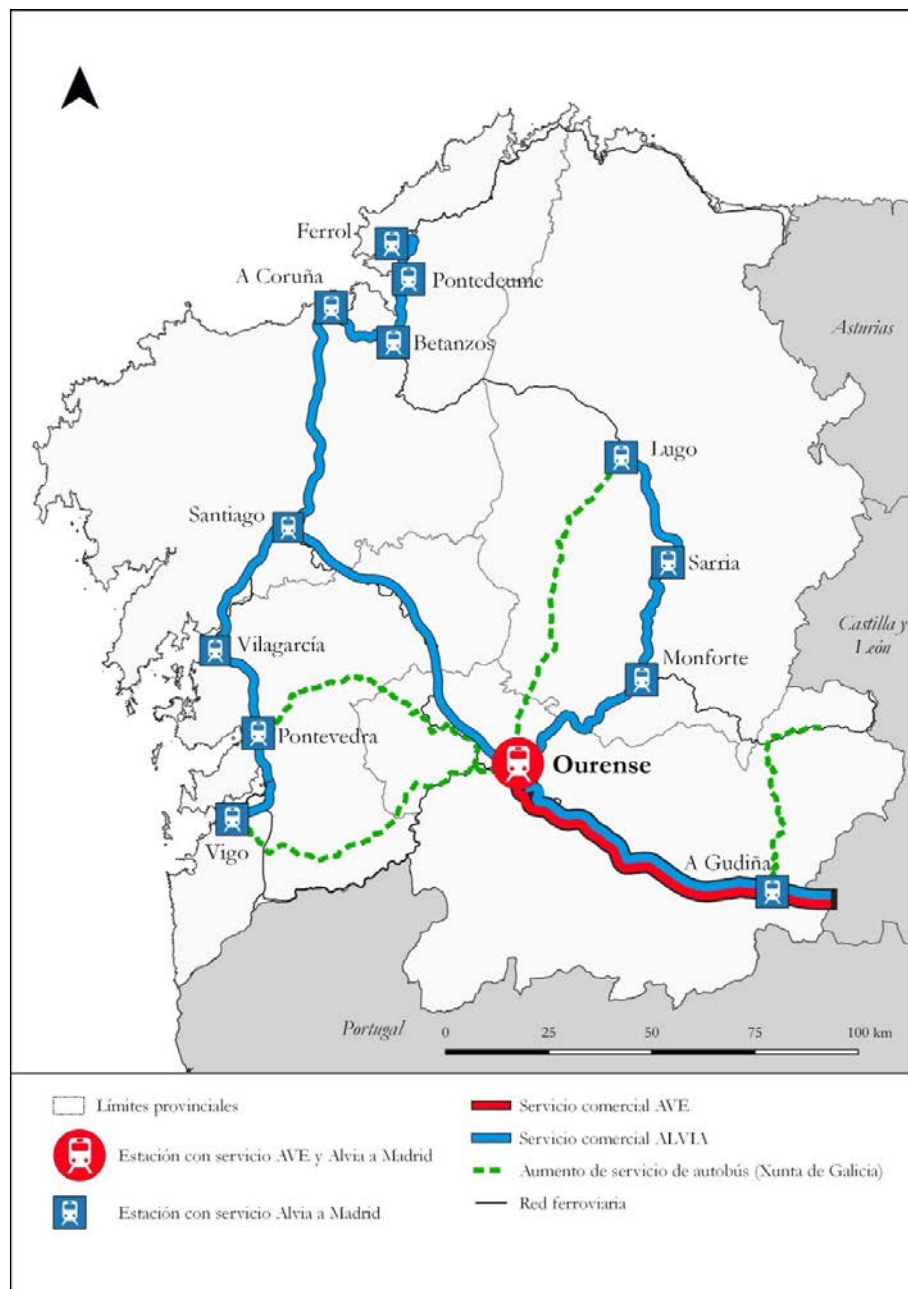 Ferrol
A Coruña
Pontedeume
Betanzos
Asturias
Lugo
Santiago
Sarria
Castilla y
León
Vilagarcía
Monforte
Pontevedra
Ourense
Vigo
A Gudiña
Portugal
0 25 50 75 100 km
Límites provinciales
Estación con servicio AVE y Alvia a Madrid
Estación con servicio Alvia a Madrid
Servicio comercial AVE
Servicio comercial ALVIA
Aumento de servicio de autobús (Xunta de Galicia)
Red ferroviaria